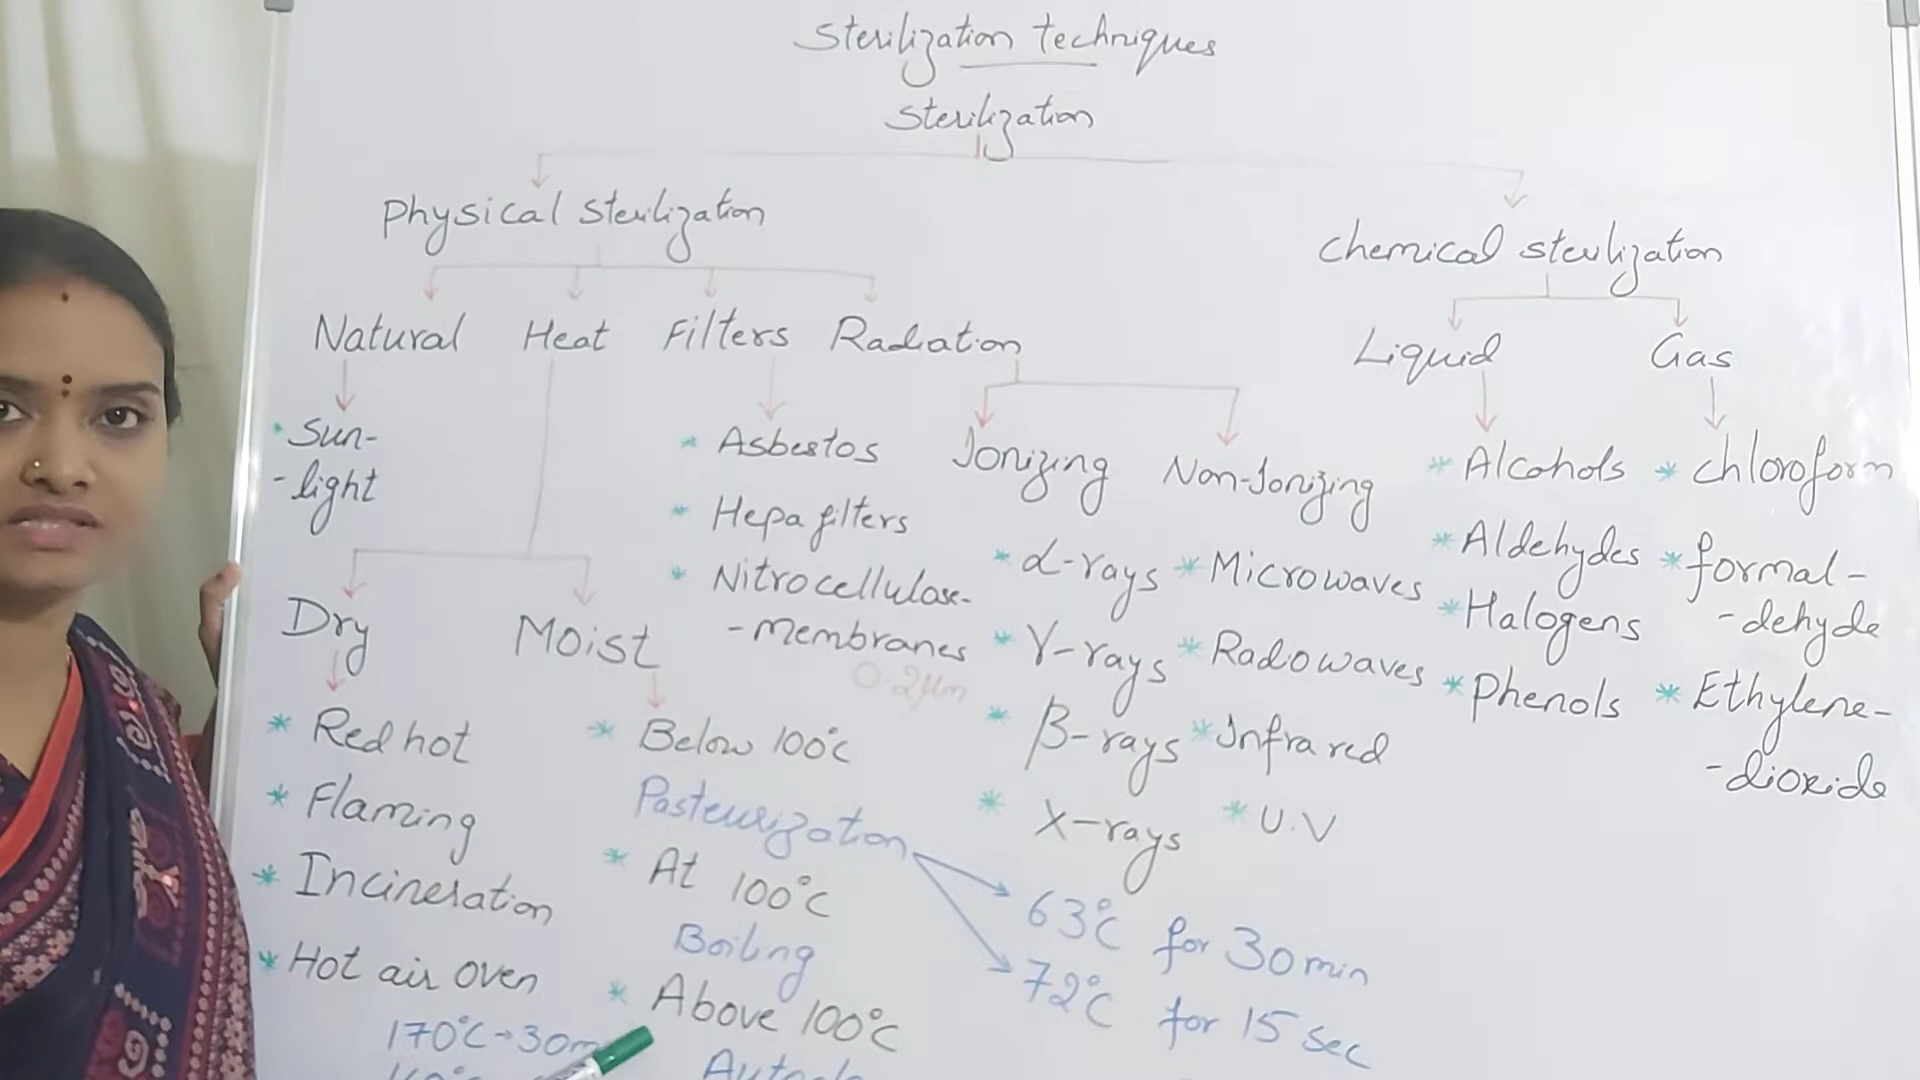 Sterilization techniques
Sterilization
Physical Sterilization
Chemical sterilization
Natural Heat Filters Radiation
Liquid Gas
Sun-
-light
* Asbestos
* Hepa filters
* Nitrocellulose-
-membranes
0.2μm
Ionizing
* α-rays
* γ-rays
* β-rays
* X-rays
Non-Ionizing
* Microwaves
* Radowaves
* Infrared
* U.V
* Alcohols
* Aldehydes
* Halogens
* Phenols
* Chloroform
* formal-
-dehyde
* Ethylene-
-dioxide
Dry
* Red hot
* Flaming
* Incineration
* Hot air oven
170°C → 30m
Moist
* Below 100°C
Pasteurization
63°C for 30 min
72°C for 15 sec
* At 100°C
Boiling
* Above 100°C